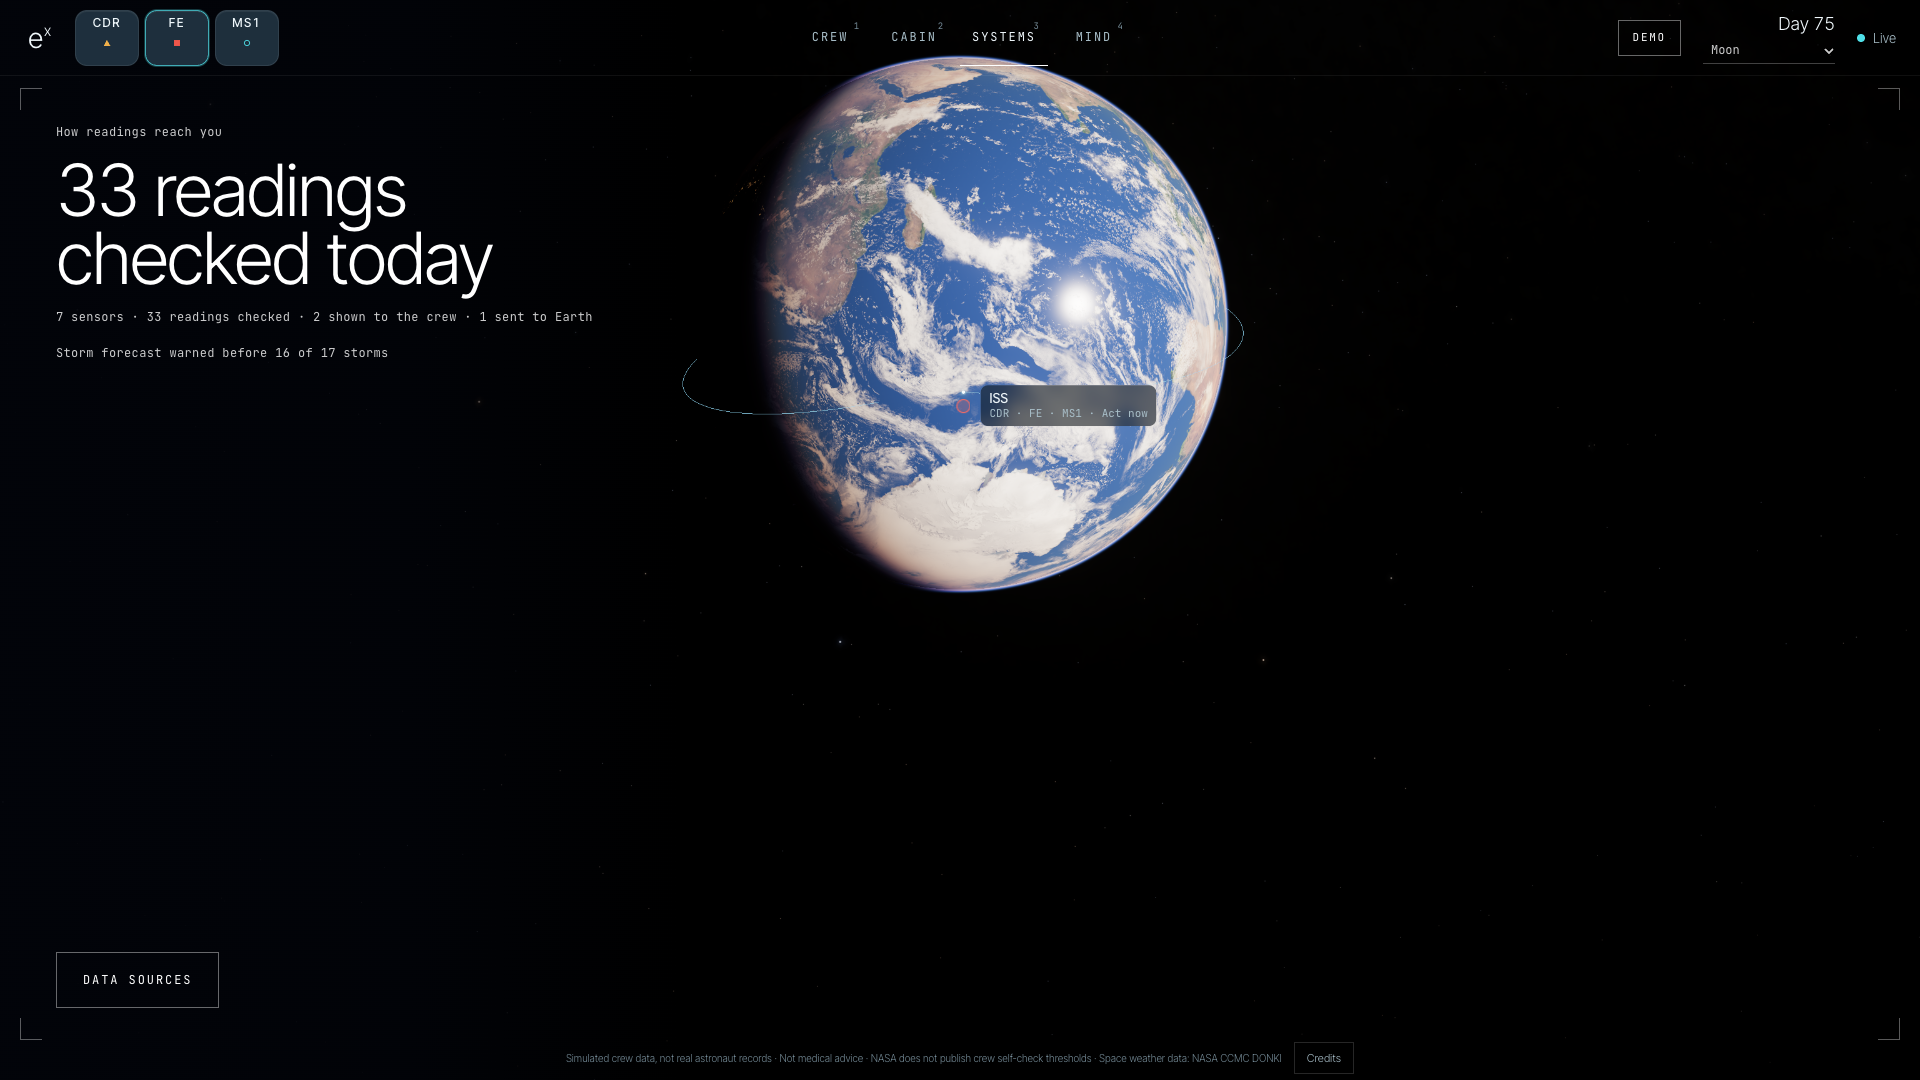 eˣ
CDR
FE
MS1
CREW 1
CABIN 2
SYSTEMS 3
MIND 4
DEMO
Day 75
Moon
Live
How readings reach you
33 readings
checked today
7 sensors · 33 readings checked · 2 shown to the crew · 1 sent to Earth
Storm forecast warned before 16 of 17 storms
ISS
CDR · FE · MS1 · Act now
DATA SOURCES
Simulated crew data, not real astronaut records · Not medical advice · NASA does not publish crew self-check thresholds · Space weather data: NASA CCMC DONKI
Credits